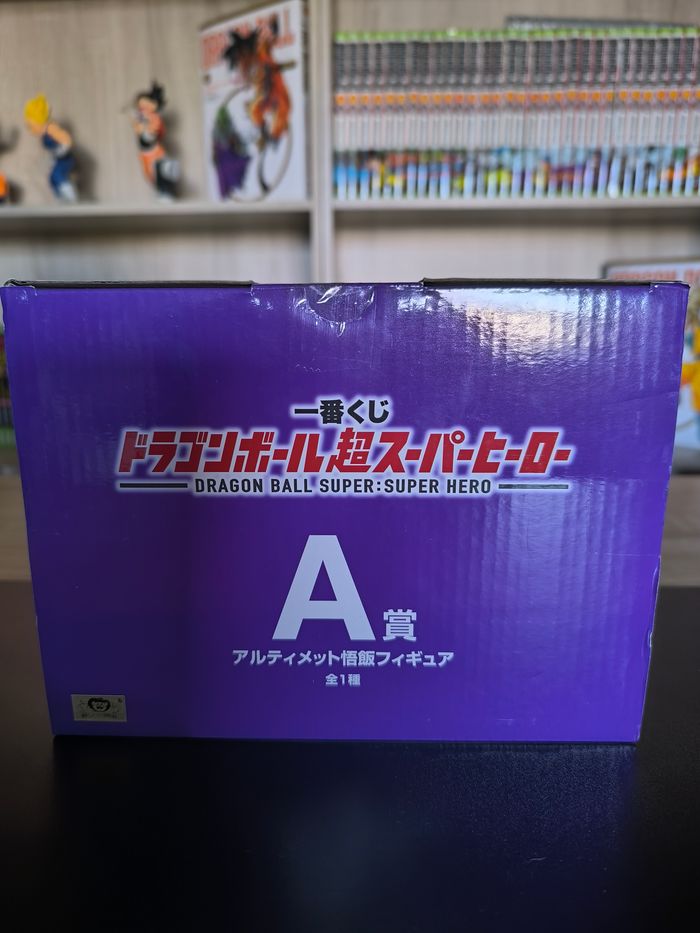 一番くじ
ドラゴンボール超スーパーヒーロー
DRAGON BALL SUPER:SUPER HERO
A賞
アルティメット悟飯フィギュア
全1種